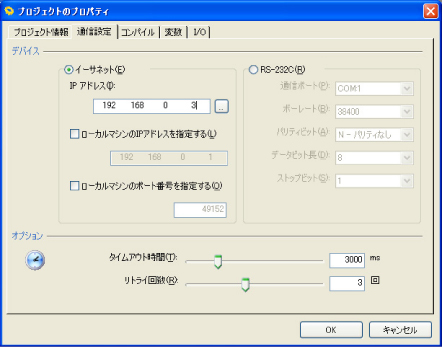 プロジェクトのプロパティ
プロジェクト情報 通信設定 コンパイル 変数 I/O
デバイス
イーサネット(E)
IP アドレス(I):
192 168 0 3
...
ローカルマシンのIPアドレスを指定する(L)
192 168 0 1
ローカルマシンのポート番号を指定する(O)
49152
RS-232C(R)
通信ポート(P): COM1
ボーレート(B): 38400
パリティビット(A): N - パリティなし
データビット長(D): 8
ストップビット(S): 1
オプション
タイムアウト時間(T): 3000 ms
リトライ回数(R): 3 回
OK キャンセル